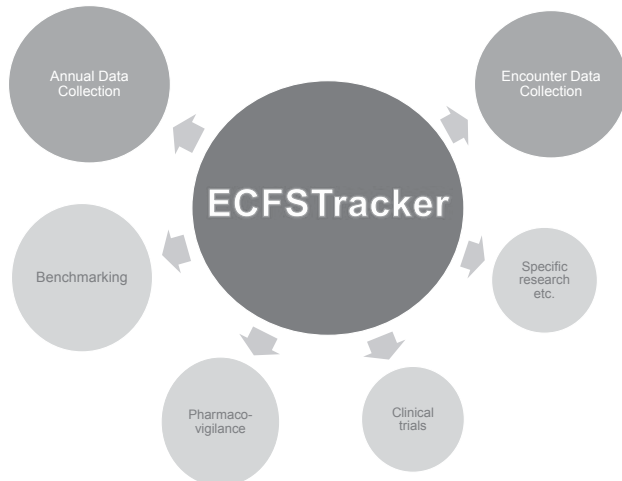 Annual Data
Collection
Encounter Data
Collection
ECFSTracker
Benchmarking
Specific
research
etc.
Pharmaco-
vigilance
Clinical
trials